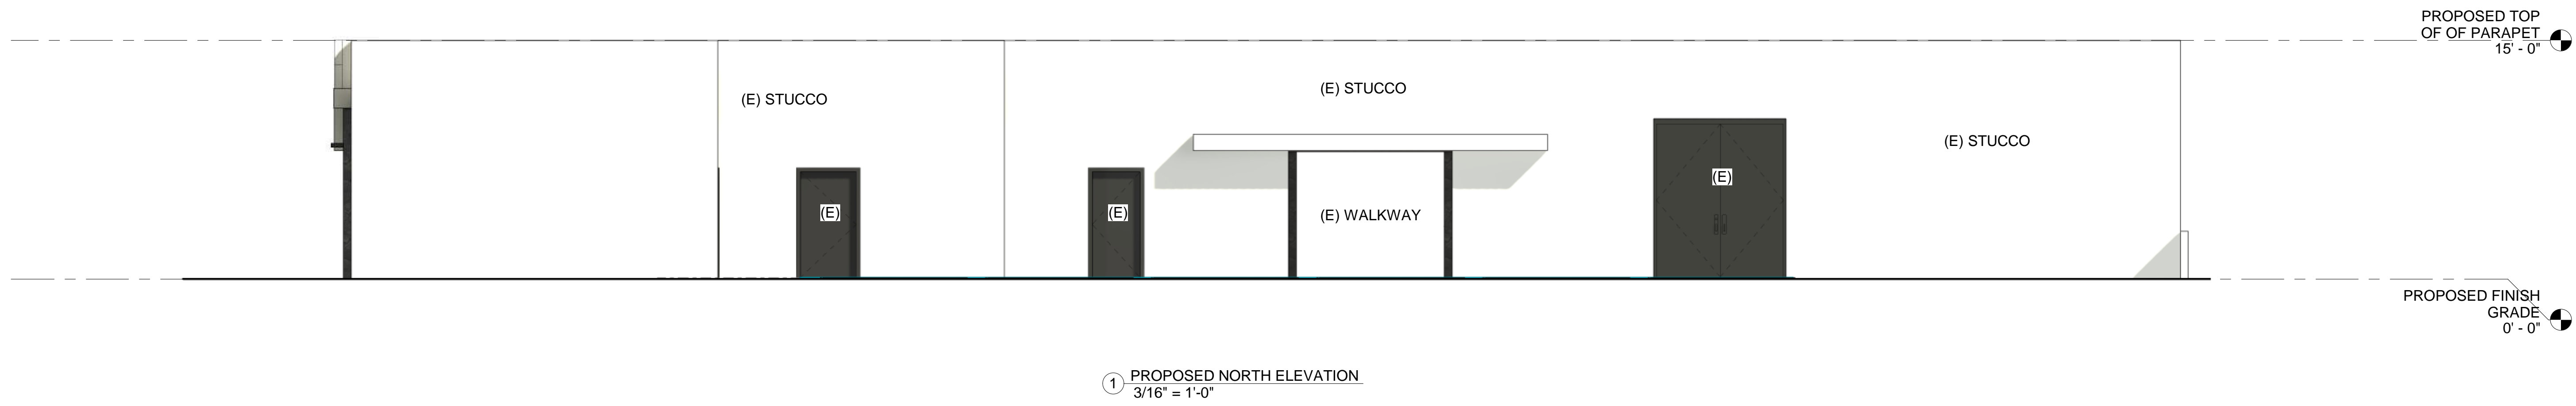 PROPOSED TOP
OF OF PARAPET
15' - 0"
(E) STUCCO
(E) STUCCO
(E) STUCCO
(E)
(E)
(E)
(E) WALKWAY
PROPOSED FINISH
GRADE
0' - 0"
1
PROPOSED NORTH ELEVATION
3/16" = 1'-0"